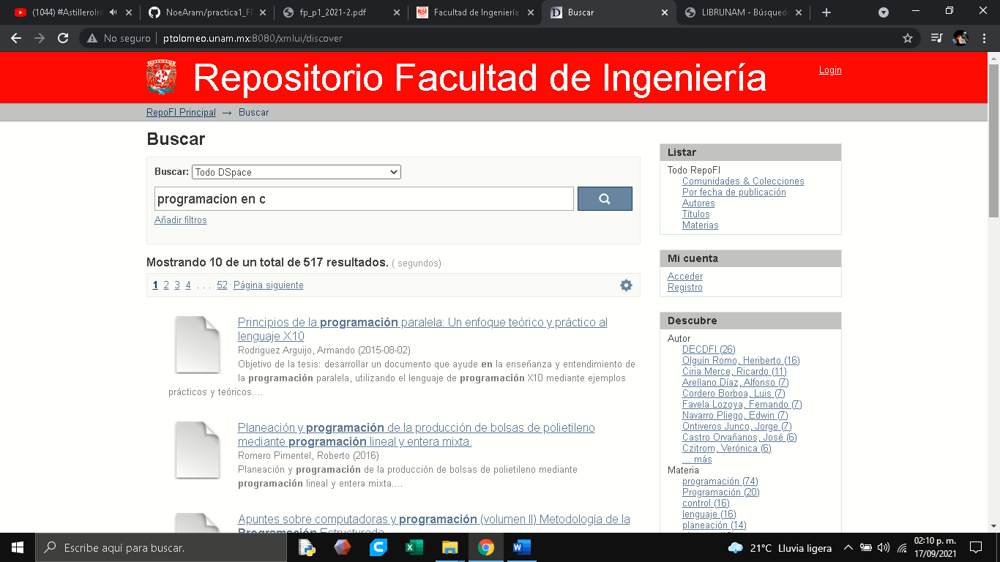 (1044) #AstilleroIn
NoeAram/practica1_FP
fp_p1_2021-2.pdf
Facultad de Ingeniería
Buscar
LIBRUNAM - Búsqued
No seguro
ptolomeo.unam.mx:8080/xmlui/discover
Repositorio Facultad de Ingeniería
Login
RepoFI Principal → Buscar
Buscar
Buscar: Todo DSpace
programacion en c
Añadir filtros
Mostrando 10 de un total de 517 resultados. ( segundos)
1 2 3 4 . . . 52 Página siguiente
Principios de la programación paralela: Un enfoque teórico y práctico al
lenguaje X10
Rodriguez Arguijo, Armando (2015-08-02)
Objetivo de la tesis: desarrollar un documento que ayude en la enseñanza y entendimiento de
la programación paralela, utilizando el lenguaje de programación X10 mediante ejemplos
prácticos y teóricos....
Planeación y programación de la producción de bolsas de polietileno
mediante programación lineal y entera mixta.
Romero Pimentel, Roberto (2016)
Planeación y programación de la producción de bolsas de polietileno mediante
programación lineal y entera mixta....
Apuntes sobre computadoras y programación (volumen II) Metodología de la
Programación Estructurada
Listar
Todo RepoFI
Comunidades & Colecciones
Por fecha de publicación
Autores
Títulos
Materias
Mi cuenta
Acceder
Registro
Descubre
Autor
DECDFI (26)
Olguín Romo, Heriberto (16)
Ciria Merce, Ricardo (11)
Arellano Díaz, Alfonso (7)
Cordero Borboa, Luis (7)
Favela Lozoya, Fernando (7)
Navarro Pliego, Edwin (7)
Ontiveros Junco, Jorge (7)
Castro Orvañanos, José (6)
Czitrom, Verónica (6)
... más
Materia
programación (74)
Programación (20)
control (16)
lenguaje (16)
planeación (14)
Escribe aquí para buscar.
21°C Lluvia ligera
02:10 p. m.
17/09/2021